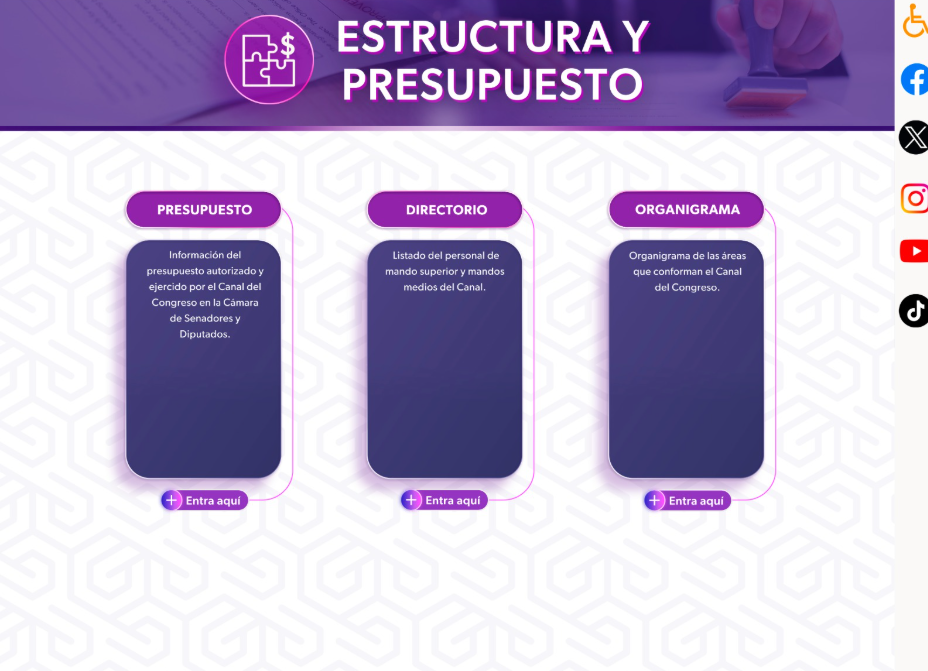 ESTRUCTURA Y
PRESUPUESTO
PRESUPUESTO
Información del
presupuesto autorizado y
ejercido por el Canal del
Congreso en la Cámara
de Senadores y
Diputados.
Entra aquí
DIRECTORIO
Listado del personal de
mando superior y mandos
medios del Canal.
Entra aquí
ORGANIGRAMA
Organigrama de las áreas
que conforman el Canal
del Congreso.
Entra aquí